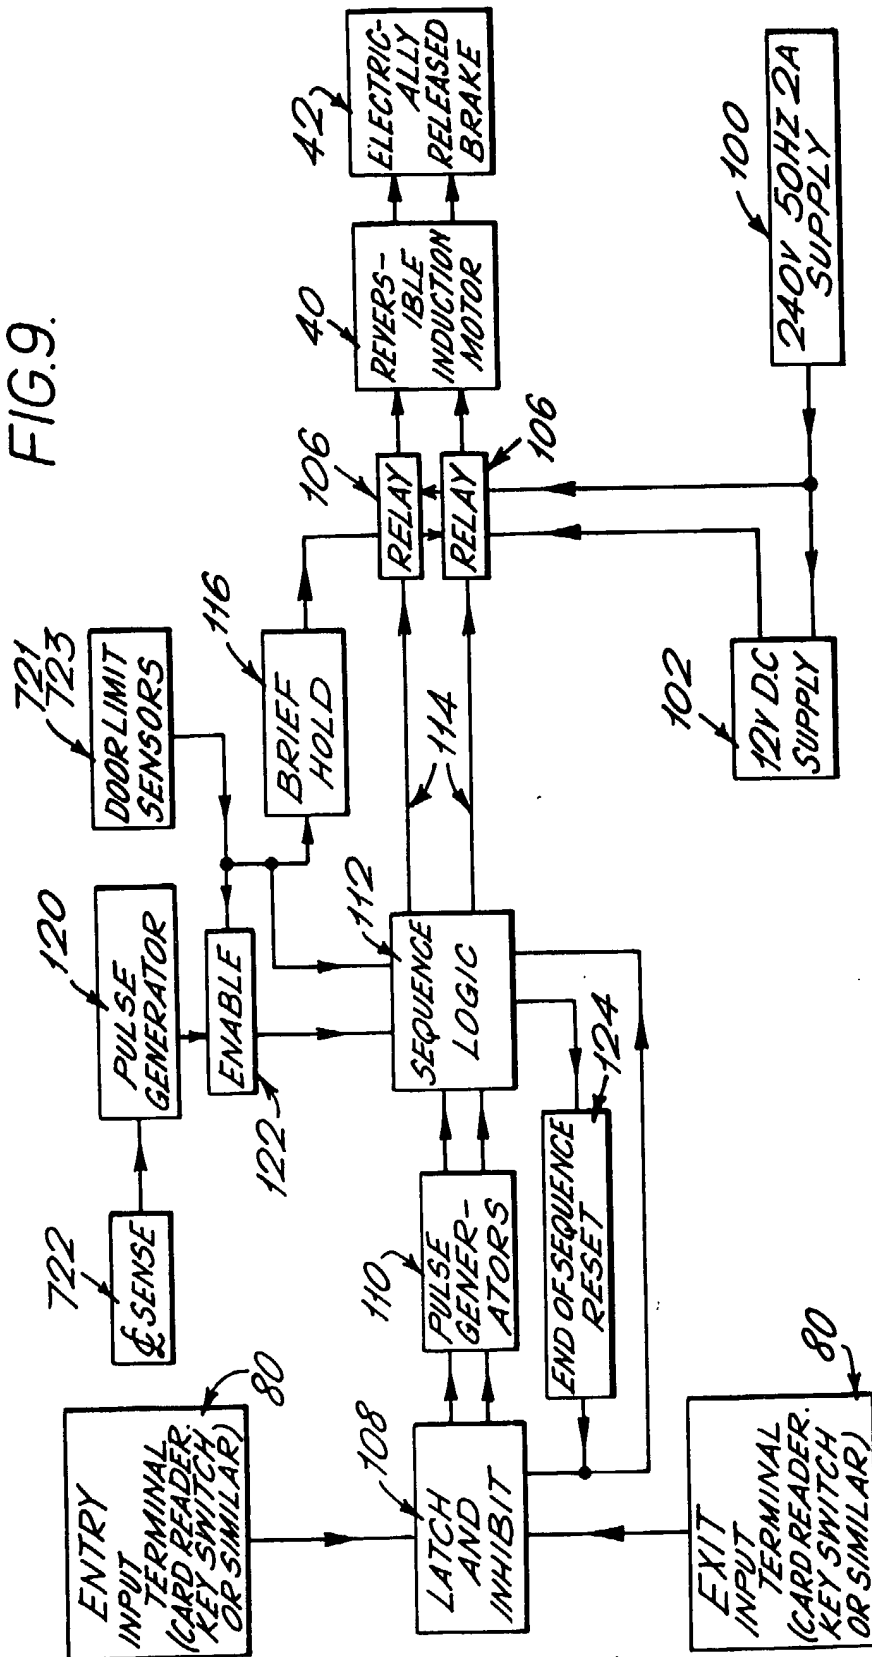 FIG.9.
ENTRY
INPUT
TERMINAL
(CARD READER.
KEY SWITCH
OR SIMILAR)
80
722
℄ SENSE
120
PULSE
GENERATOR
ENABLE
122
721
723
DOOR LIMIT
SENSORS
116
BRIEF
HOLD
108
LATCH
AND
INHIBIT
110
PULSE
GENER-
ATORS
112
SEQUENCE
LOGIC
114
106
RELAY
RELAY
106
40
REVERS-
IBLE
INDUCTION
MOTOR
42
ELECTRIC-
ALLY
RELEASED
BRAKE
END OF SEQUENCE
RESET
124
EXIT
INPUT
TERMINAL
(CARD READER.
KEY SWITCH
OR SIMILAR)
80
102
12V D.C
SUPPLY
100
240V 50HZ 2A
SUPPLY